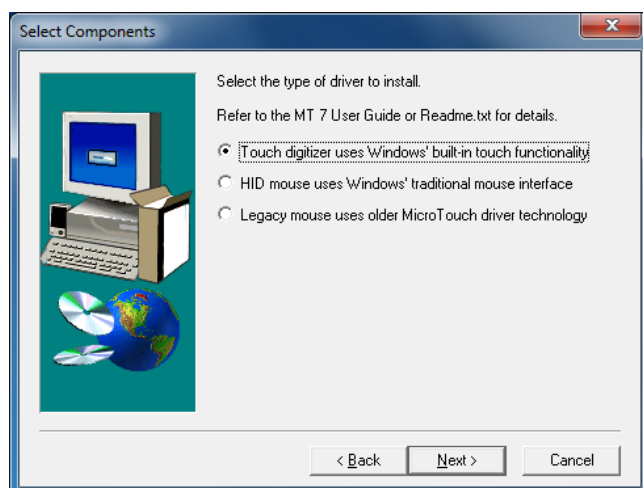 Select Components
Select the type of driver to install.
Refer to the MT 7 User Guide or Readme.txt for details.
Touch digitizer uses Windows' built-in touch functionality
HID mouse uses Windows' traditional mouse interface
Legacy mouse uses older MicroTouch driver technology
< Back
Next >
Cancel